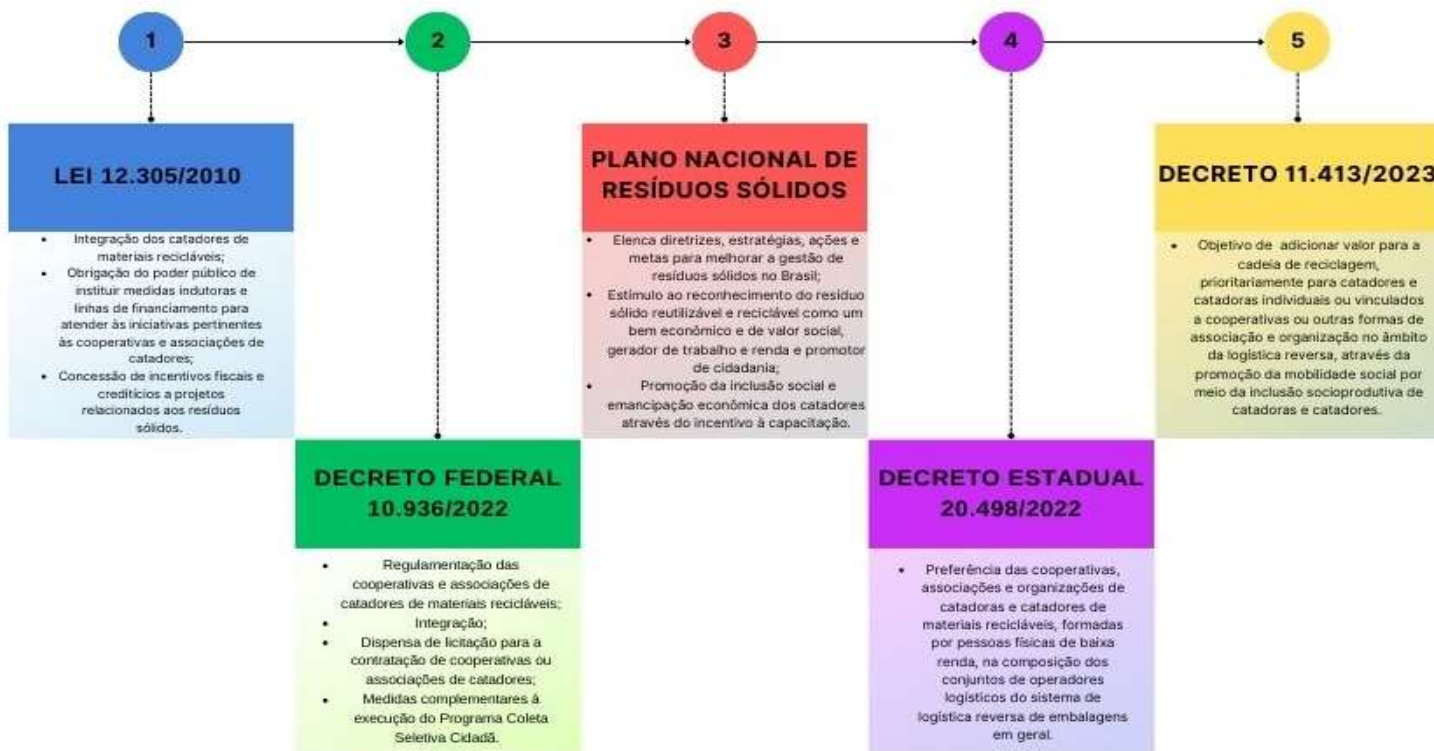 1
2
3
4
5
LEI 12.305/2010
• Integração dos catadores de
materiais recicláveis;
• Obrigação do poder público de
instituir medidas indutoras e
linhas de financiamento para
atender às iniciativas pertinentes
às cooperativas e associações de
catadores;
• Concessão de incentivos fiscais e
creditícios a projetos
relacionados aos resíduos
sólidos.
DECRETO FEDERAL
10.936/2022
• Regulamentação das
cooperativas e associações de
catadores de materiais recicláveis;
• Integração;
• Dispensa de licitação para a
contratação de cooperativas ou
associações de catadores;
• Medidas complementares à
execução do Programa Coleta
Seletiva Cidadã.
PLANO NACIONAL DE
RESÍDUOS SÓLIDOS
• Elenca diretrizes, estratégias, ações e
metas para melhorar a gestão de
resíduos sólidos no Brasil;
• Estímulo ao reconhecimento do resíduo
sólido reutilizável e reciclável como um
bem econômico e de valor social,
gerador de trabalho e renda e promotor
de cidadania;
• Promoção da inclusão social e
emancipação econômica dos catadores
através do incentivo à capacitação.
DECRETO ESTADUAL
20.498/2022
• Preferência das cooperativas,
associações e organizações de
catadoras e catadores de
materiais recicláveis, formadas
por pessoas físicas de baixa
renda, na composição dos
conjuntos de operadores
logísticos do sistema de
logística reversa de embalagens
em geral.
DECRETO 11.413/2023
• Objetivo de adicionar valor para a
cadeia de reciclagem,
prioritariamente para catadores e
catadoras individuais ou vinculados
a cooperativas ou outras formas de
associação e organização no âmbito
da logística reversa, através da
promoção da mobilidade social por
meio da inclusão socioprodutiva de
catadoras e catadores.